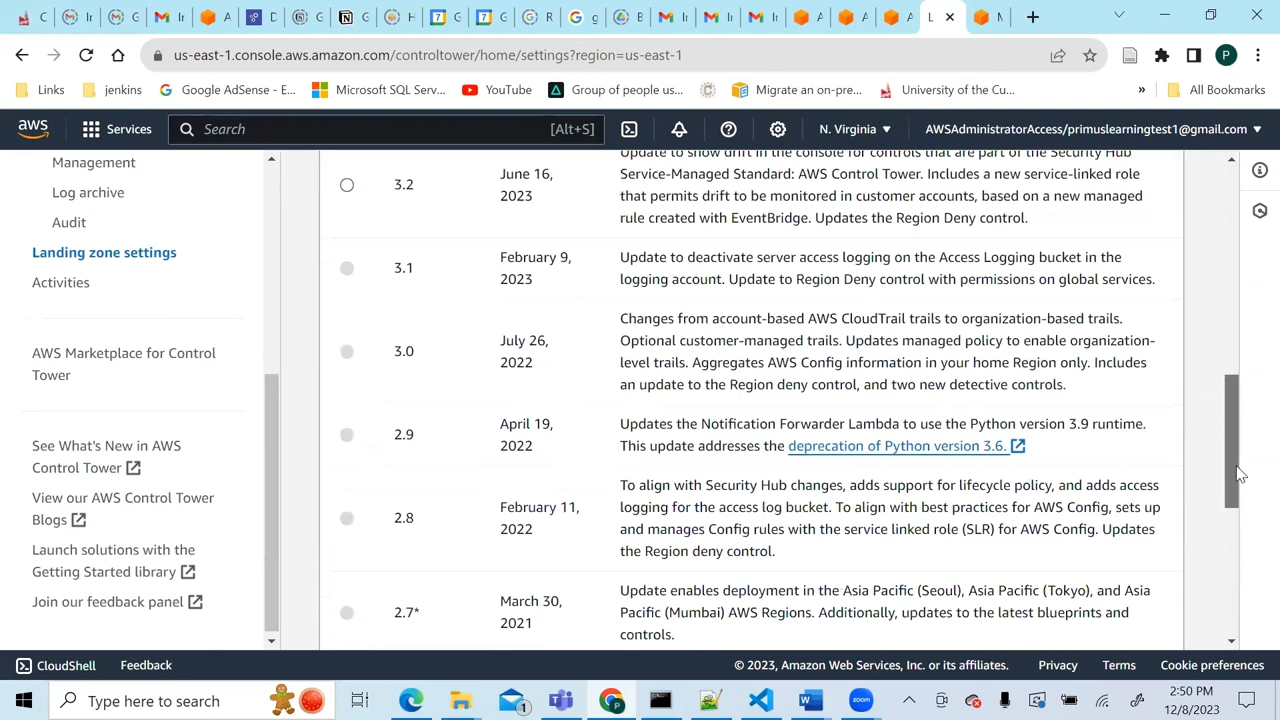 us-east-1.console.aws.amazon.com/controltower/home/settings?region=us-east-1
P
Links
jenkins
Google AdSense - E...
Microsoft SQL Serv...
YouTube
Group of people us...
Migrate an on-pre...
University of the Cu...
»
All Bookmarks
aws
Services
Search
[Alt+S]
N. Virginia
AWSAdministratorAccess/primuslearningtest1@gmail.com
Management
Log archive
Audit
Landing zone settings
Activities
AWS Marketplace for Control
Tower
See What's New in AWS
Control Tower
View our AWS Control Tower
Blogs
Launch solutions with the
Getting Started library
Join our feedback panel
3.2
June 16,
2023
Update to show drift in the console for controls that are part of the Security Hub
Service-Managed Standard: AWS Control Tower. Includes a new service-linked role
that permits drift to be monitored in customer accounts, based on a new managed
rule created with EventBridge. Updates the Region Deny control.
3.1
February 9,
2023
Update to deactivate server access logging on the Access Logging bucket in the
logging account. Update to Region Deny control with permissions on global services.
3.0
July 26,
2022
Changes from account-based AWS CloudTrail trails to organization-based trails.
Optional customer-managed trails. Updates managed policy to enable organization-
level trails. Aggregates AWS Config information in your home Region only. Includes
an update to the Region deny control, and two new detective controls.
2.9
April 19,
2022
Updates the Notification Forwarder Lambda to use the Python version 3.9 runtime.
This update addresses the deprecation of Python version 3.6.
2.8
February 11,
2022
To align with Security Hub changes, adds support for lifecycle policy, and adds access
logging for the access log bucket. To align with best practices for AWS Config, sets up
and manages Config rules with the service linked role (SLR) for AWS Config. Updates
the Region deny control.
2.7*
March 30,
2021
Update enables deployment in the Asia Pacific (Seoul), Asia Pacific (Tokyo), and Asia
Pacific (Mumbai) AWS Regions. Additionally, updates to the latest blueprints and
controls.
CloudShell
Feedback
© 2023, Amazon Web Services, Inc. or its affiliates.
Privacy
Terms
Cookie preferences
Type here to search
1
zoom
2:50 PM
12/8/2023